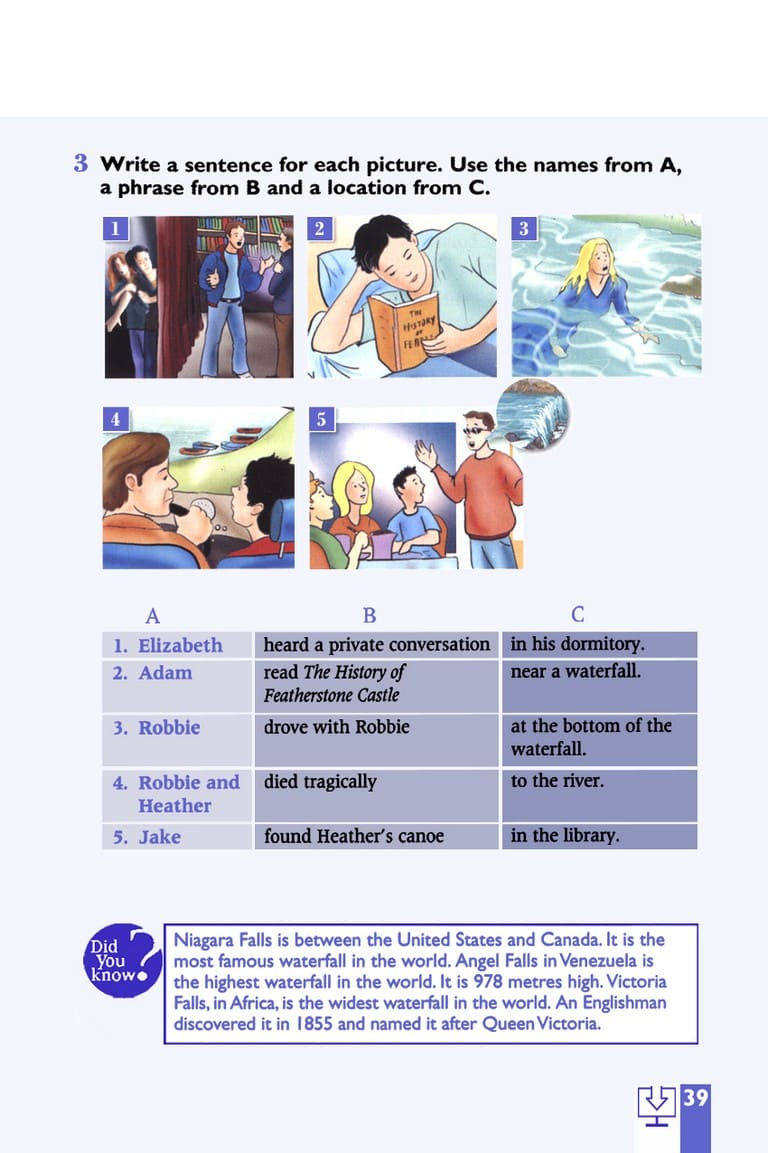 3 Write a sentence for each picture. Use the names from A,
a phrase from B and a location from C.
1
2
3
THE
HISTORY
OF
4
5
A B C
1. Elizabeth heard a private conversation in his dormitory.
2. Adam read The History of near a waterfall.
Featherstone Castle
3. Robbie drove with Robbie at the bottom of the
waterfall.
4. Robbie and died tragically to the river.
Heather
5. Jake found Heather's canoe in the library.
Did
You
know?
Niagara Falls is between the United States and Canada. It is the
most famous waterfall in the world. Angel Falls in Venezuela is
the highest waterfall in the world. It is 978 metres high. Victoria
Falls, in Africa, is the widest waterfall in the world. An Englishman
discovered it in 1855 and named it after Queen Victoria.
39